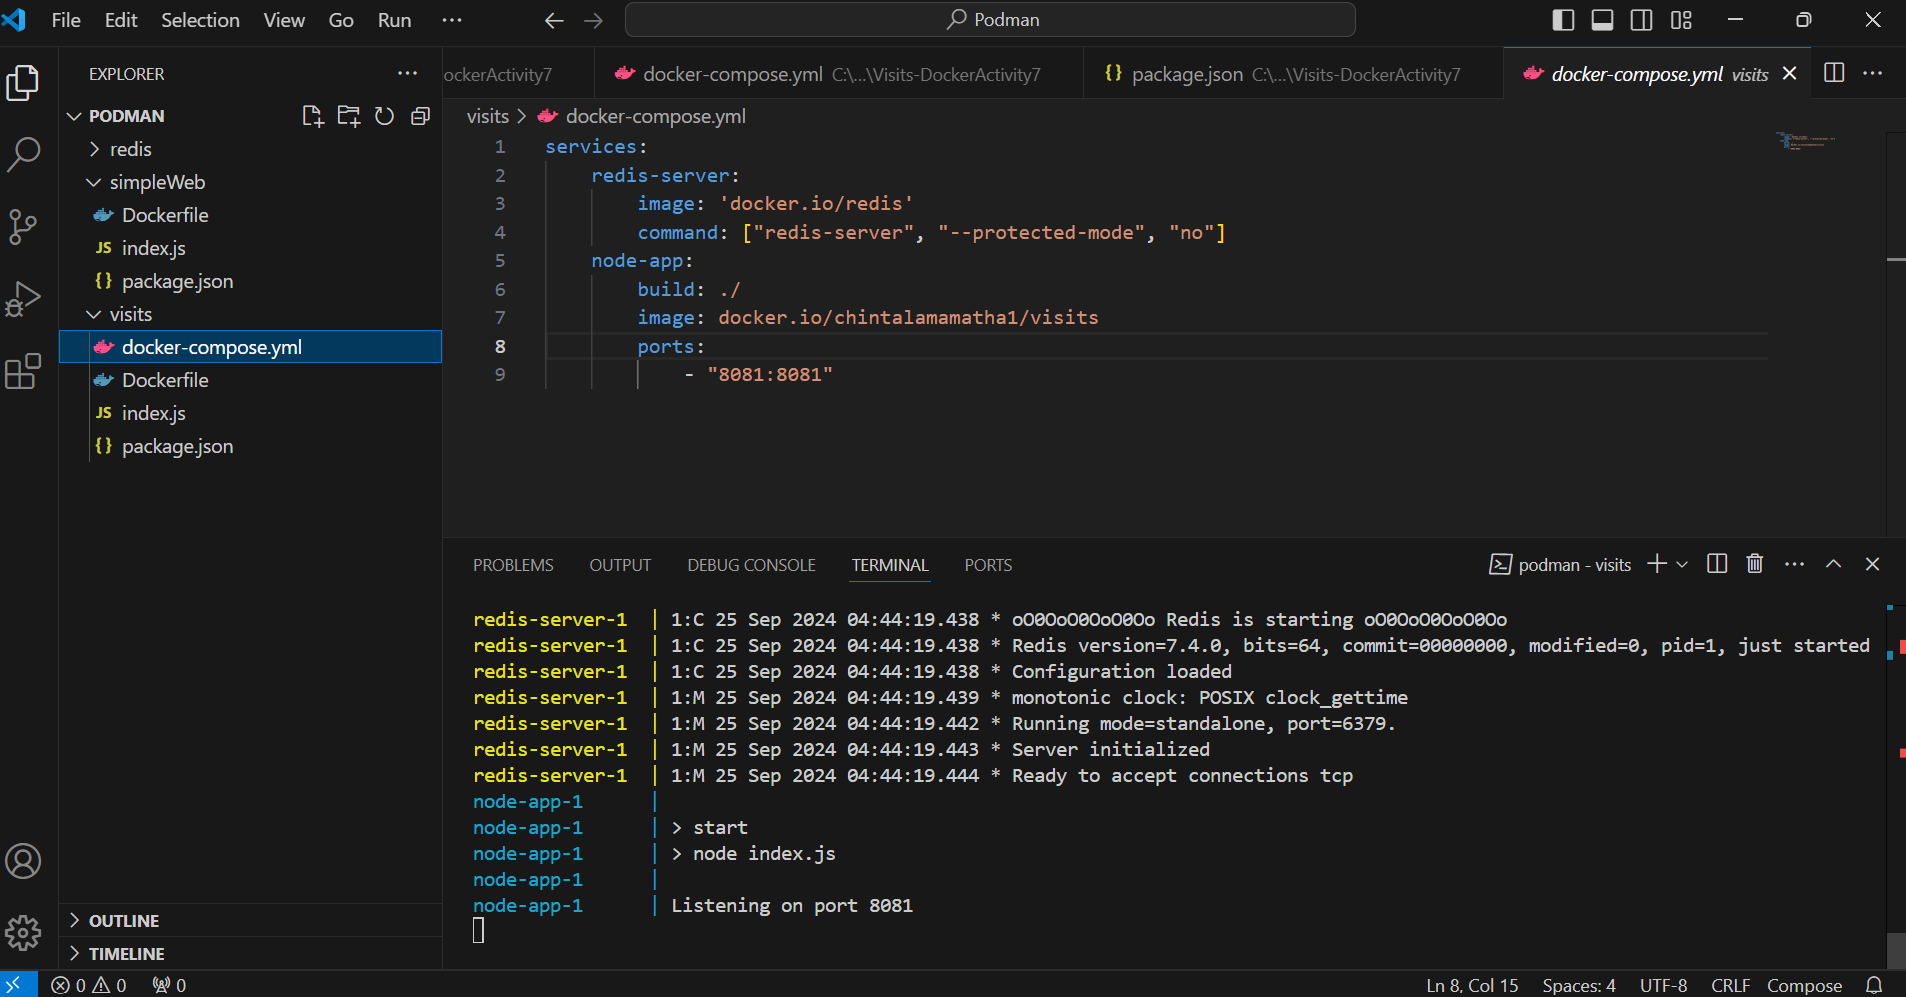 File Edit Selection View Go Run ···
Podman
EXPLORER ···
ockerActivity7
docker-compose.yml C:\...\Visits-DockerActivity7
{} package.json C:\...\Visits-DockerActivity7
docker-compose.yml visits
PODMAN
redis
simpleWeb
Dockerfile
JS index.js
{} package.json
visits
docker-compose.yml
Dockerfile
JS index.js
{} package.json
OUTLINE
TIMELINE
visits > docker-compose.yml
1 services:
2 redis-server:
3 image: 'docker.io/redis'
4 command: ["redis-server", "--protected-mode", "no"]
5 node-app:
6 build: ./
7 image: docker.io/chintalamamatha1/visits
8 ports:
9 - "8081:8081"
PROBLEMS OUTPUT DEBUG CONSOLE TERMINAL PORTS
podman - visits
redis-server-1 | 1:C 25 Sep 2024 04:44:19.438 * oO0OoO0OoO0Oo Redis is starting oO0OoO0OoO0Oo
redis-server-1 | 1:C 25 Sep 2024 04:44:19.438 * Redis version=7.4.0, bits=64, commit=00000000, modified=0, pid=1, just started
redis-server-1 | 1:C 25 Sep 2024 04:44:19.438 * Configuration loaded
redis-server-1 | 1:M 25 Sep 2024 04:44:19.439 * monotonic clock: POSIX clock_gettime
redis-server-1 | 1:M 25 Sep 2024 04:44:19.442 * Running mode=standalone, port=6379.
redis-server-1 | 1:M 25 Sep 2024 04:44:19.443 * Server initialized
redis-server-1 | 1:M 25 Sep 2024 04:44:19.444 * Ready to accept connections tcp
node-app-1 |
node-app-1 | > start
node-app-1 | > node index.js
node-app-1 |
node-app-1 | Listening on port 8081
0 0 0
Ln 8, Col 15 Spaces: 4 UTF-8 CRLF Compose